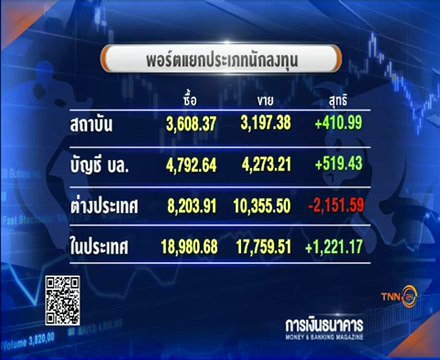 พอร์ตแยกประเภทนักลงทุน
ซื้อ ขาย สุทธิ
สถาบัน 3,608.37 3,197.38 +410.99
บัญชี บล. 4,792.64 4,273.21 +519.43
ต่างประเทศ 8,203.91 10,355.50 -2,151.59
ในประเทศ 18,980.68 17,759.51 +1,221.17
TNN
การเงินธนาคาร
MONEY & BANKING MAGAZINE
Volume 3,820.00